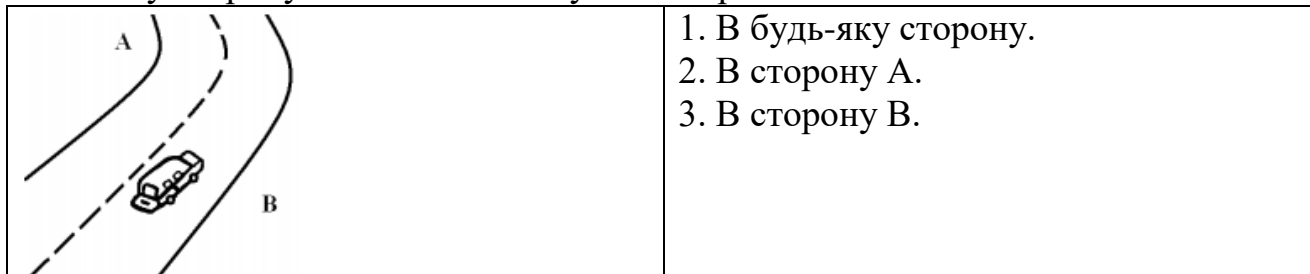 A
B
1. В будь-яку сторону.
2. В сторону А.
3. В сторону В.